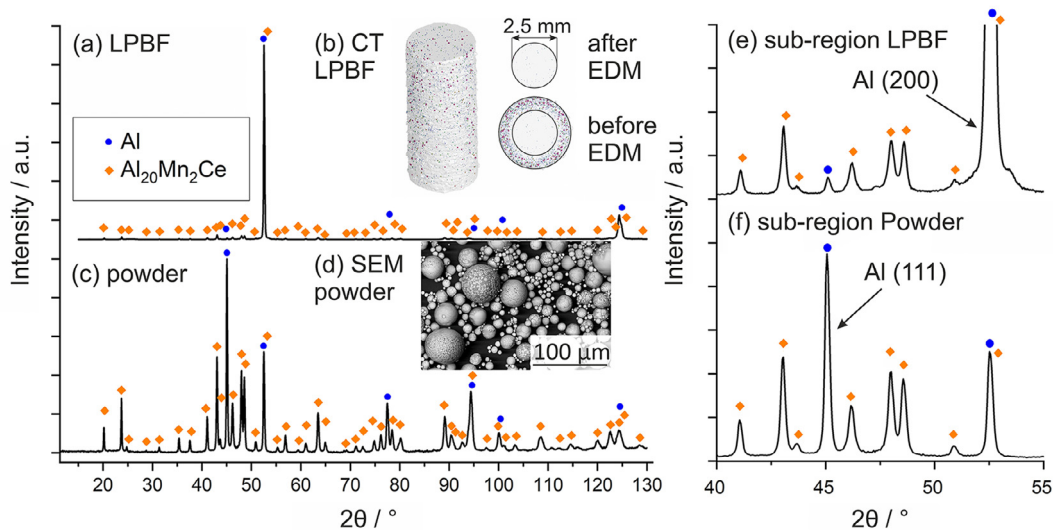 (a) LPBF
Al
Al₂₀Mn₂Ce
(b) CT
LPBF
2.5 mm
after
EDM
before
EDM
(c) powder
(d) SEM
powder
100 µm
Intensity / a.u.
Intensity / a.u.
20 30 40 50 60 70 80 90 100 110 120 130
2θ / °
(e) sub-region LPBF
Al (200)
(f) sub-region Powder
Al (111)
Intensity / a.u.
Intensity / a.u.
40 45 50 55
2θ / °